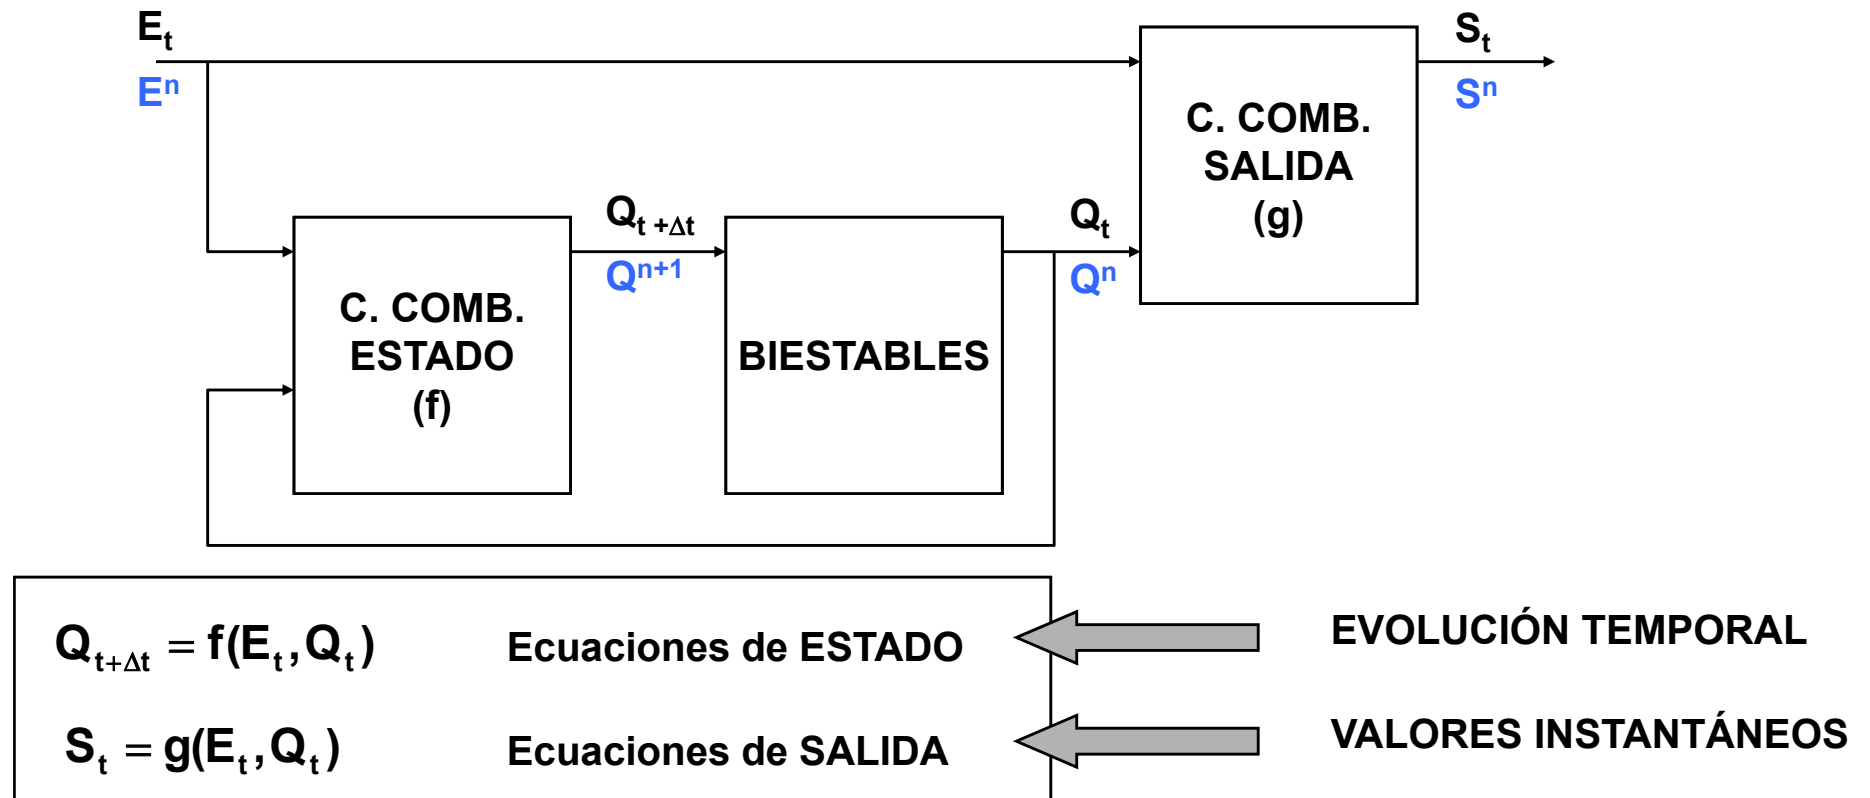 Eₜ
Eⁿ
Sₜ
Sⁿ
C. COMB.
SALIDA
(g)
Qₜ ₊Δₜ
Qⁿ⁺¹
Qₜ
Qⁿ
C. COMB.
ESTADO
(f)
BIESTABLES
Qₜ₊Δₜ = f(Eₜ,Qₜ) Ecuaciones de ESTADO
EVOLUCIÓN TEMPORAL
Sₜ = g(Eₜ,Qₜ) Ecuaciones de SALIDA
VALORES INSTANTÁNEOS